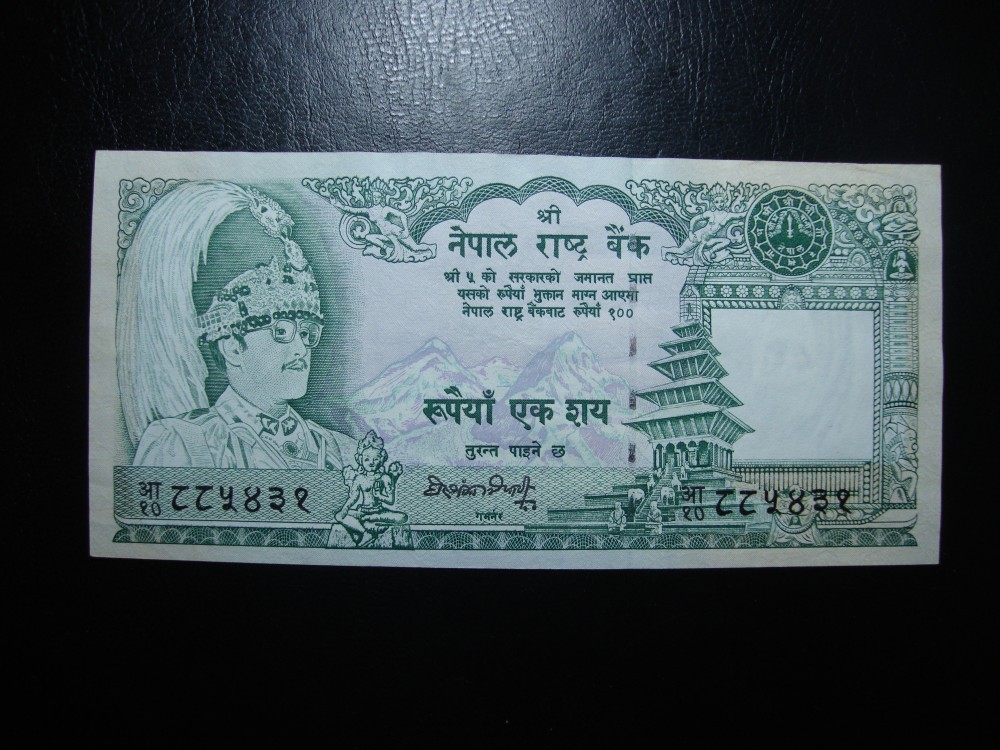 श्री
नेपाल राष्ट्र बैंक
श्री ५ को सरकारको जमानत प्राप्त
यसको रुपैयाँ भुक्तान माग्न आएमा
नेपाल राष्ट्र बैंकबाट रुपैयाँ १००
रूपैयाँ एक शय
तुरन्त पाइने छ
आ
१० ८८५४३१
गभर्नर
आ
१० ८८५४३१